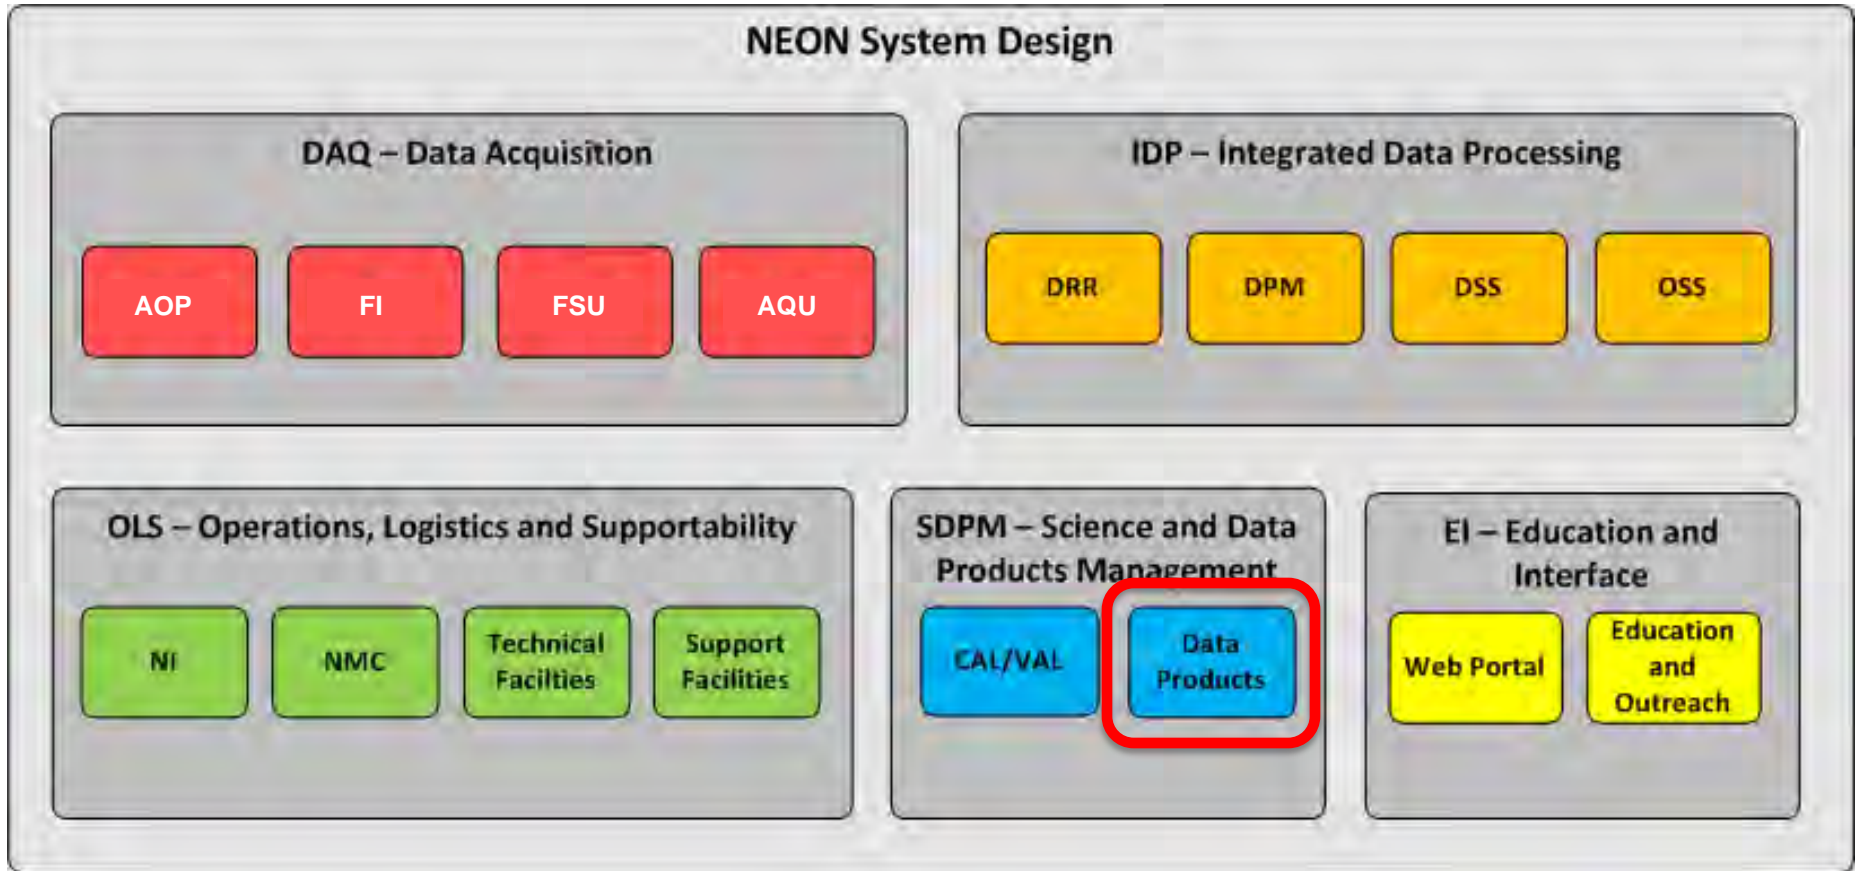 NEON System Design
DAQ – Data Acquisition
AOP
FI
FSU
AQU
IDP – Integrated Data Processing
DRR
DPM
DSS
OSS
OLS – Operations, Logistics and Supportability
NI
NMC
Technical
Facilties
Support
Facilities
SDPM – Science and Data
Products Management
CAL/VAL
Data
Products
EI – Education and
Interface
Web Portal
Education
and
Outreach